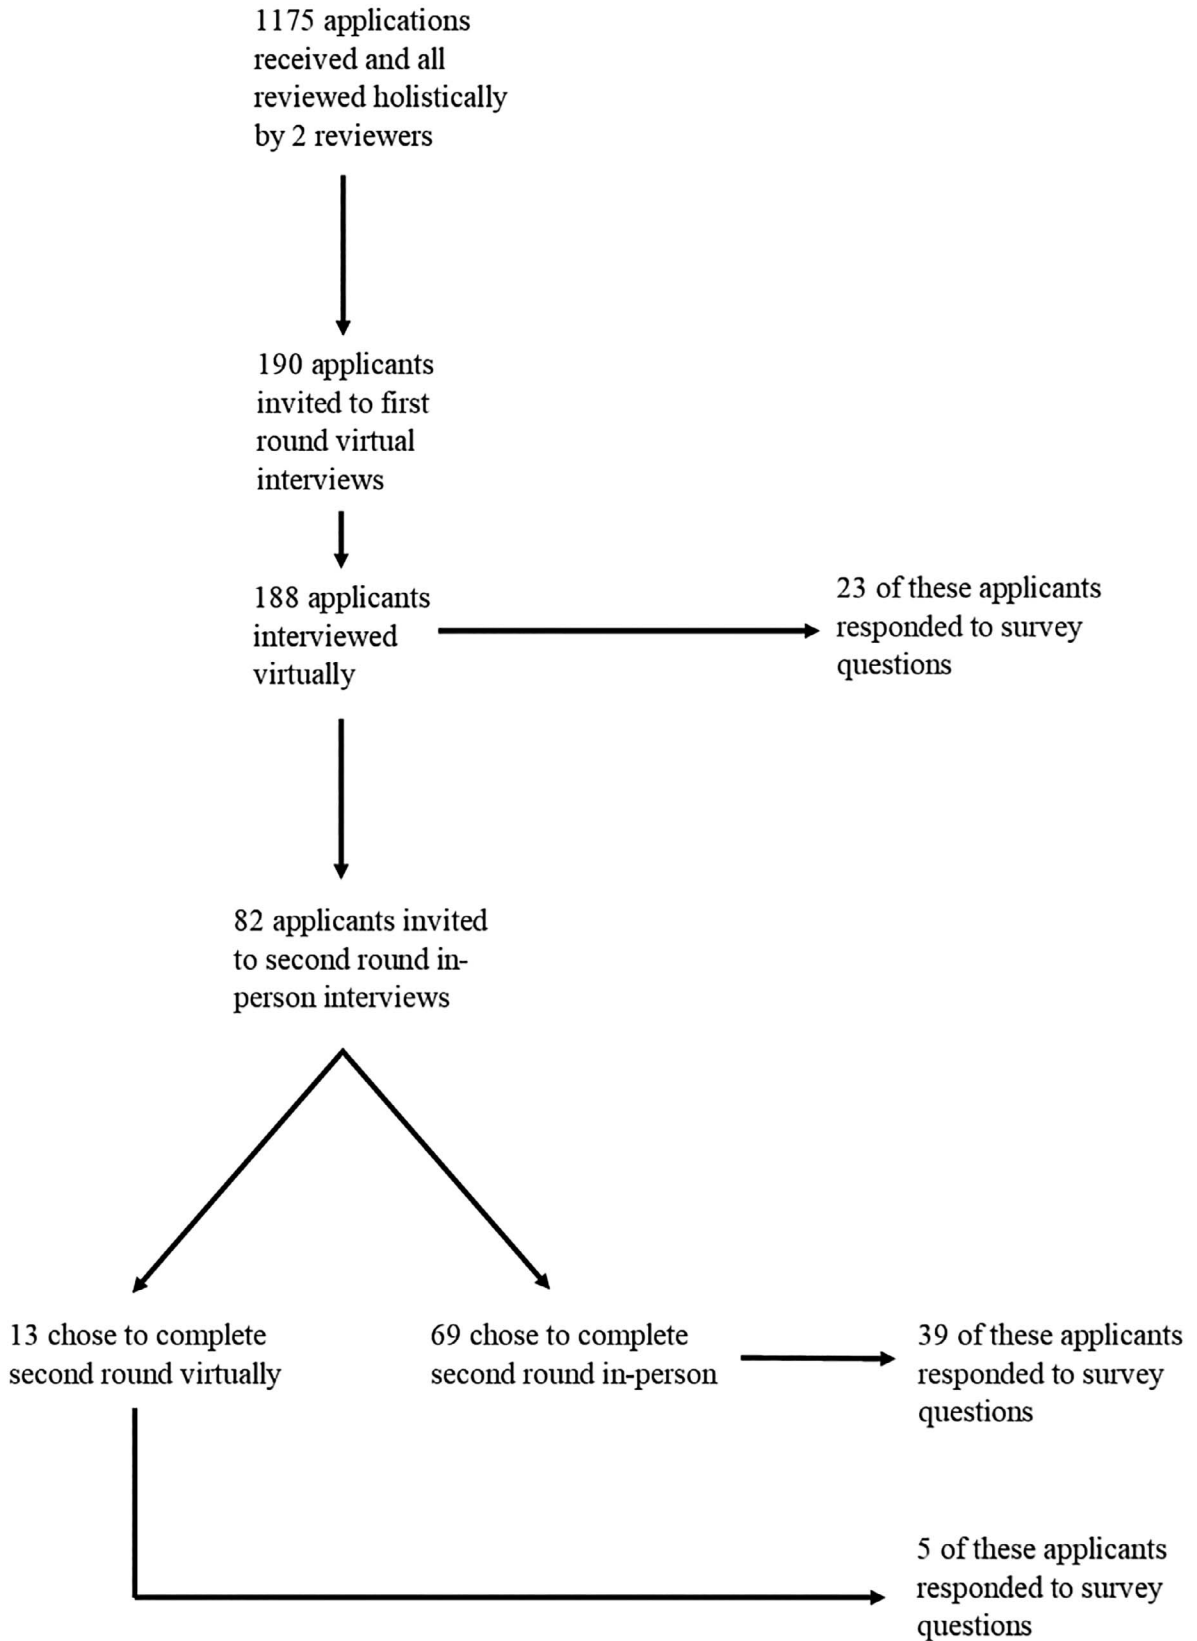 1175 applications
received and all
reviewed holistically
by 2 reviewers
190 applicants
invited to first
round virtual
interviews
188 applicants
interviewed
virtually
23 of these applicants
responded to survey
questions
82 applicants invited
to second round in-
person interviews
13 chose to complete
second round virtually
69 chose to complete
second round in-person
39 of these applicants
responded to survey
questions
5 of these applicants
responded to survey
questions